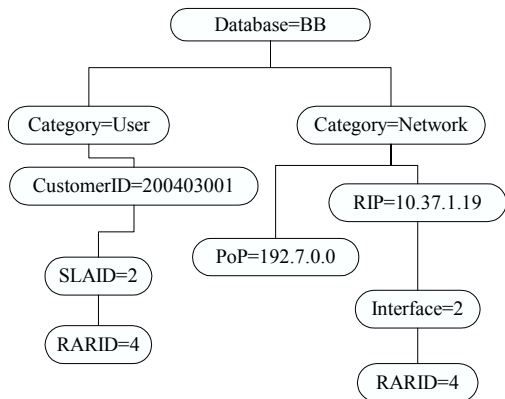 Database=BB
Category=User
Category=Network
CustomerID=200403001
RIP=10.37.1.19
PoP=192.7.0.0
SLAID=2
Interface=2
RARID=4
RARID=4